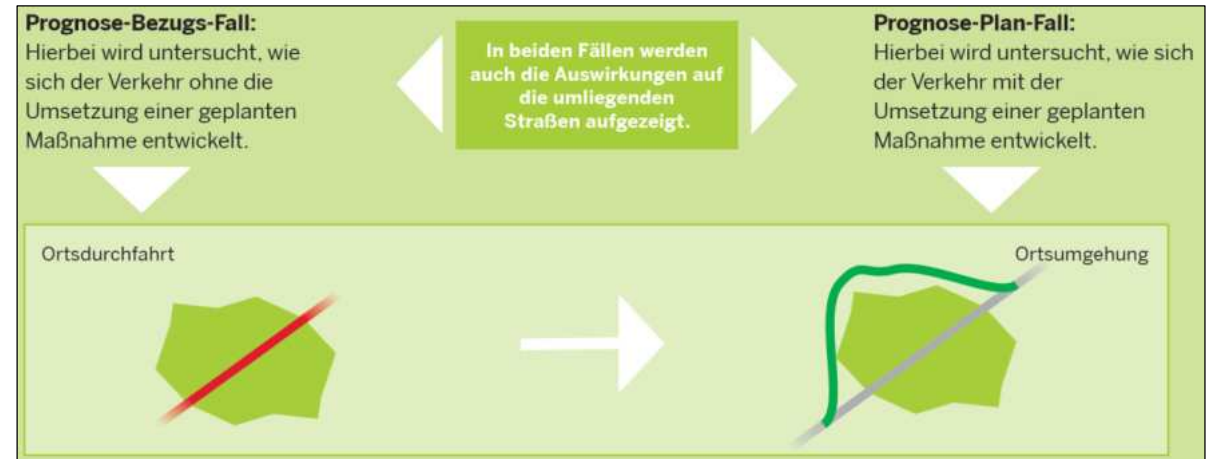 Prognose-Bezugs-Fall:
Hierbei wird untersucht, wie
sich der Verkehr ohne die
Umsetzung einer geplanten
Maßnahme entwickelt.
In beiden Fällen werden
auch die Auswirkungen auf
die umliegenden
Straßen aufgezeigt.
Prognose-Plan-Fall:
Hierbei wird untersucht, wie sich
der Verkehr mit der
Umsetzung einer geplanten
Maßnahme entwickelt.
Ortsdurchfahrt
Ortsumgehung